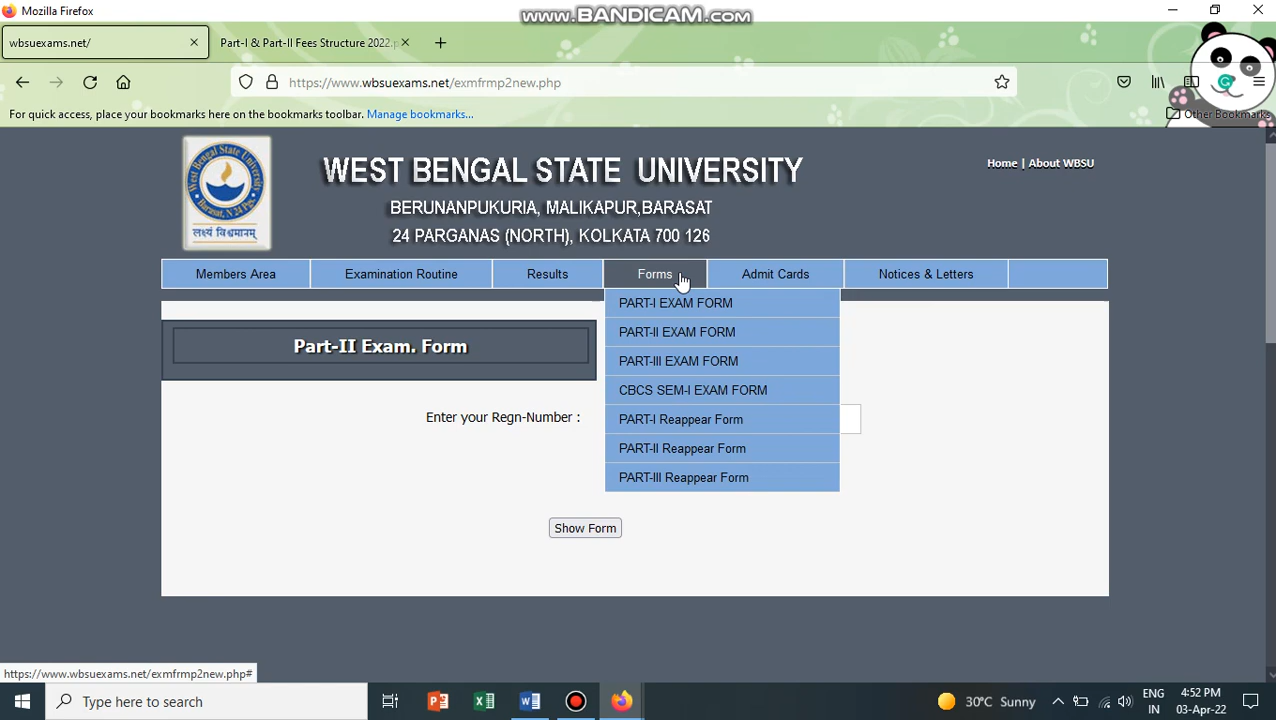 Mozilla Firefox
www.BANDICAM.com
wbsuexams.net/
Part-I & Part-II Fees Structure 2022.p
https://www.wbsuexams.net/exmfrmp2new.php
For quick access, place your bookmarks here on the bookmarks toolbar. Manage bookmarks...
Other Bookmarks
WEST BENGAL STATE UNIVERSITY
Home | About WBSU
BERUNANPUKURIA, MALIKAPUR,BARASAT
24 PARGANAS (NORTH), KOLKATA 700 126
लक्ष्यं विश्वमानम्
Members Area
Examination Routine
Results
Forms
Admit Cards
Notices & Letters
PART-I EXAM FORM
PART-II EXAM FORM
PART-III EXAM FORM
CBCS SEM-I EXAM FORM
PART-I Reappear Form
PART-II Reappear Form
PART-III Reappear Form
Part-II Exam. Form
Enter your Regn-Number :
Show Form
https://www.wbsuexams.net/exmfrmp2new.php#
Type here to search
30°C Sunny
ENG
IN
4:52 PM
03-Apr-22